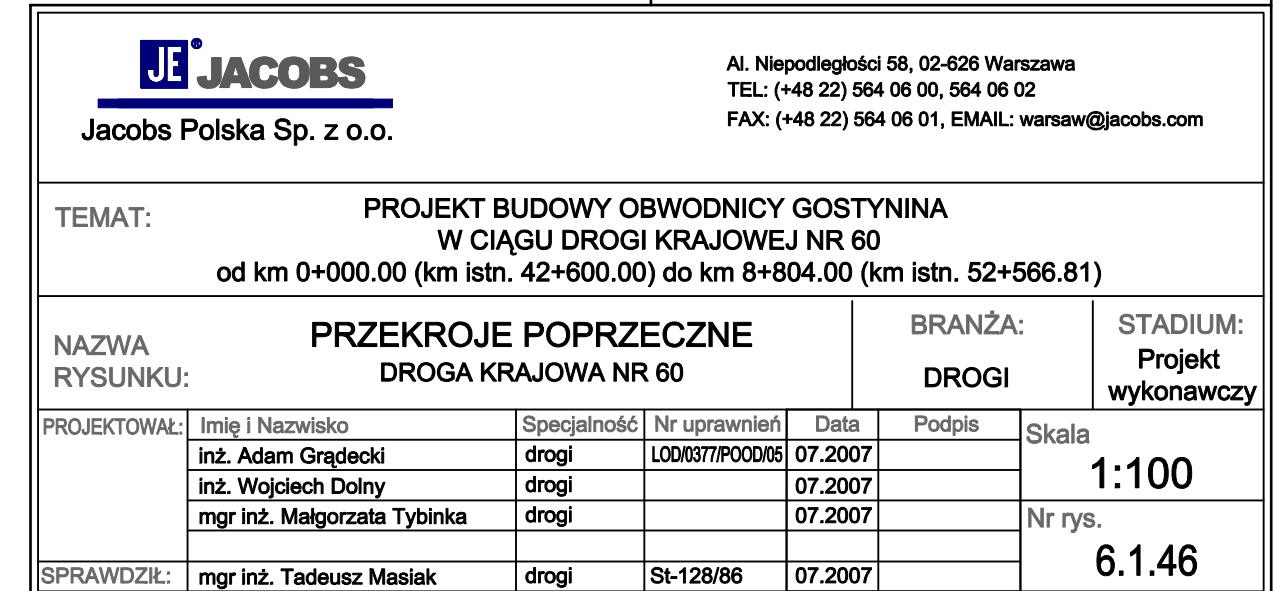 JE® JACOBS
Jacobs Polska Sp. z o.o.
Al. Niepodległości 58, 02-626 Warszawa
TEL: (+48 22) 564 06 00, 564 06 02
FAX: (+48 22) 564 06 01, EMAIL: warsaw@jacobs.com
TEMAT:
PROJEKT BUDOWY OBWODNICY GOSTYNINA
W CIĄGU DROGI KRAJOWEJ NR 60
od km 0+000.00 (km istn. 42+600.00) do km 8+804.00 (km istn. 52+566.81)
NAZWA
RYSUNKU:
PRZEKROJE POPRZECZNE
DROGA KRAJOWA NR 60
BRANŻA:
DROGI
STADIUM:
Projekt
wykonawczy
PROJEKTOWAŁ: Imię i Nazwisko Specjalność Nr uprawnień Data Podpis
inż. Adam Grądecki drogi LOD/0377/POOD/05 07.2007
inż. Wojciech Dolny drogi 07.2007
mgr inż. Małgorzata Tybinka drogi 07.2007
SPRAWDZIŁ: mgr inż. Tadeusz Masiak drogi St-128/86 07.2007
Skala
1:100
Nr rys.
6.1.46